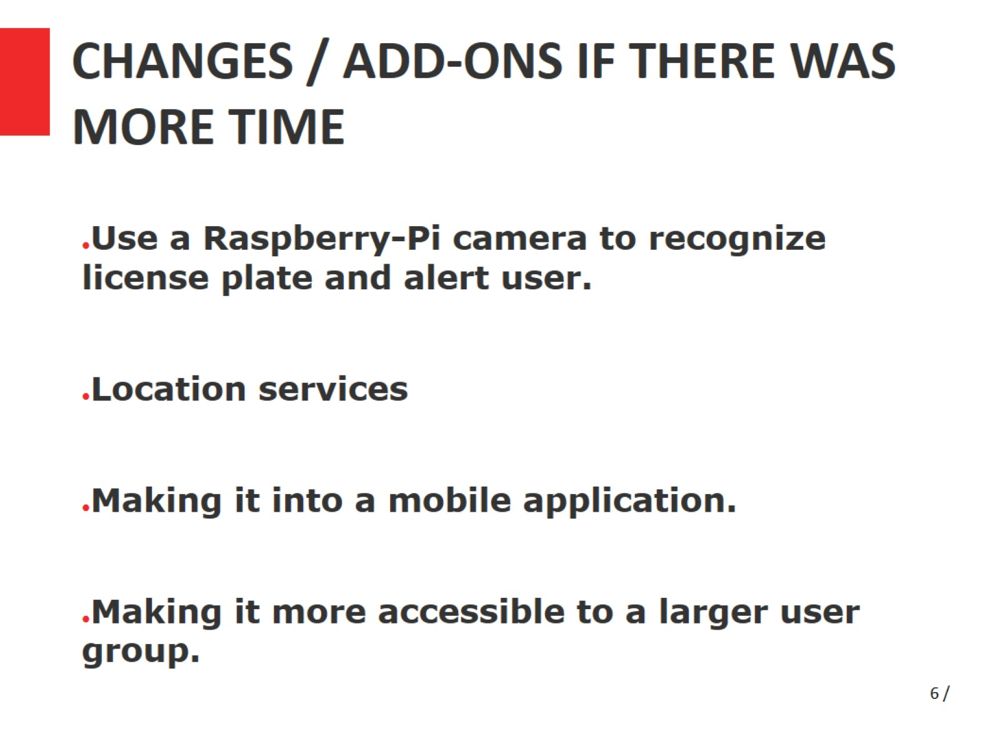 CHANGES / ADD-ONS IF THERE WAS
MORE TIME
•Use a Raspberry-Pi camera to recognize
license plate and alert user.
•Location services
•Making it into a mobile application.
•Making it more accessible to a larger user
group.
6 /